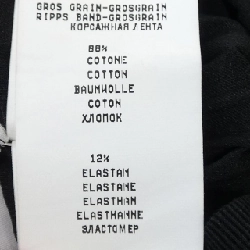 GROS GRAIN-GROSGRAIN
RIPPS BAND-GROSGRAIN
КОРСАЖНАЯ ЛЕНТА
88%
COTONE
COTTON
BAUMWOLLE
COTON
ХЛОПОК
12%
ELASTAN
ELASTANE
ELASTHAN
ELASTHANNE
ЭЛАСТОМЕР